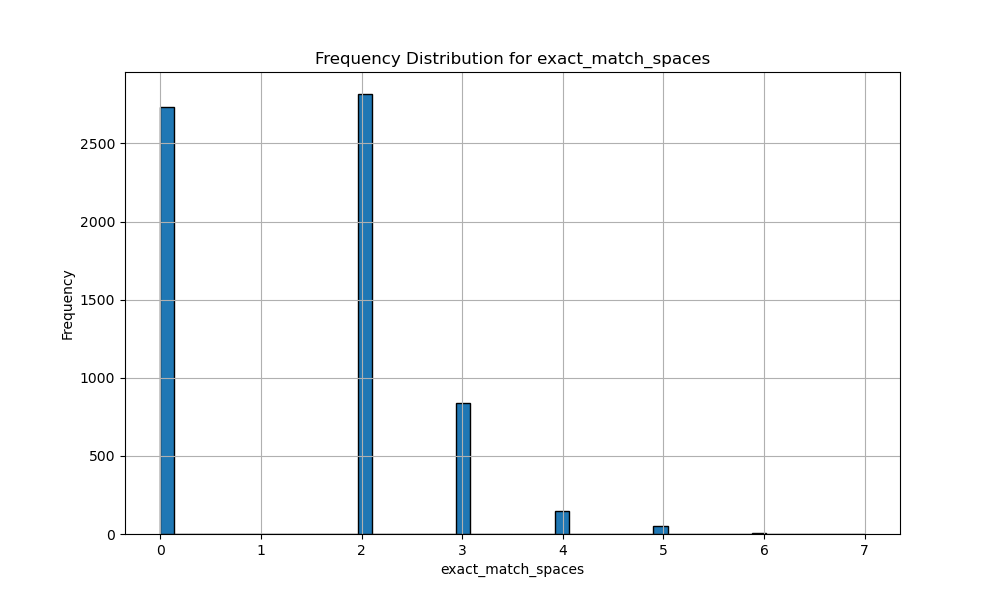 Frequency Distribution for exact_match_spaces
2500
2000
1500
1000
500
0
Frequency
0 1 2 3 4 5 6 7
exact_match_spaces